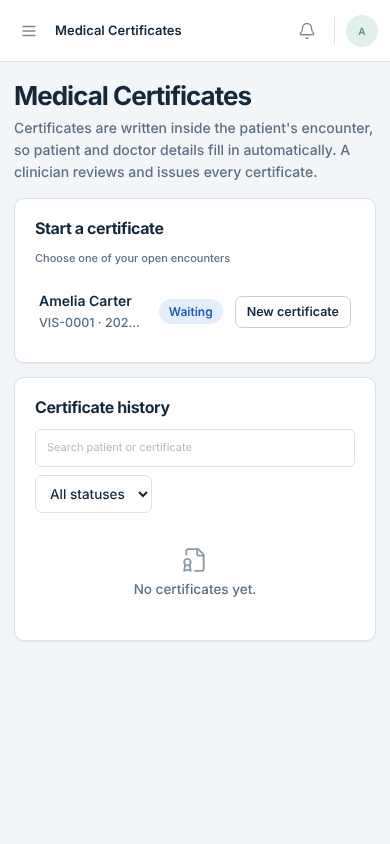 Medical Certificates
A
Medical Certificates
Certificates are written inside the patient's encounter,
so patient and doctor details fill in automatically. A
clinician reviews and issues every certificate.
Start a certificate
Choose one of your open encounters
Amelia Carter
VIS-0001 · 202...
Waiting
New certificate
Certificate history
Search patient or certificate
All statuses
No certificates yet.